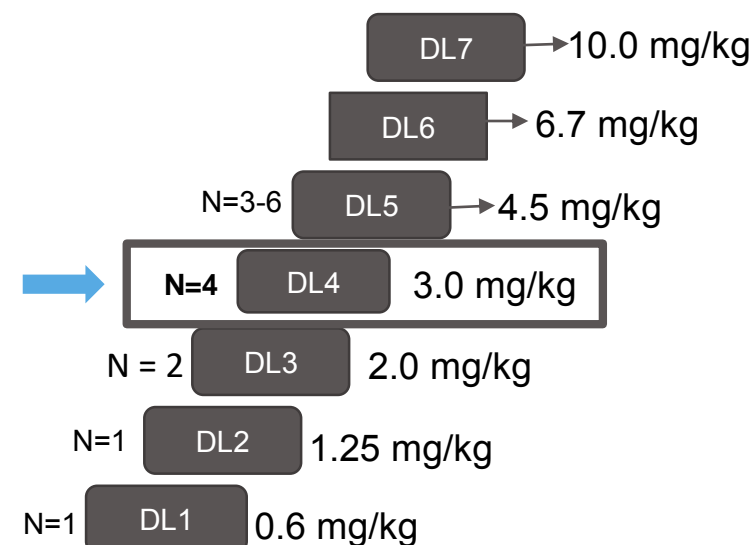 DL7 10.0 mg/kg
DL6 6.7 mg/kg
N=3-6 DL5 4.5 mg/kg
N=4 DL4 3.0 mg/kg
N = 2 DL3 2.0 mg/kg
N=1 DL2 1.25 mg/kg
N=1 DL1 0.6 mg/kg